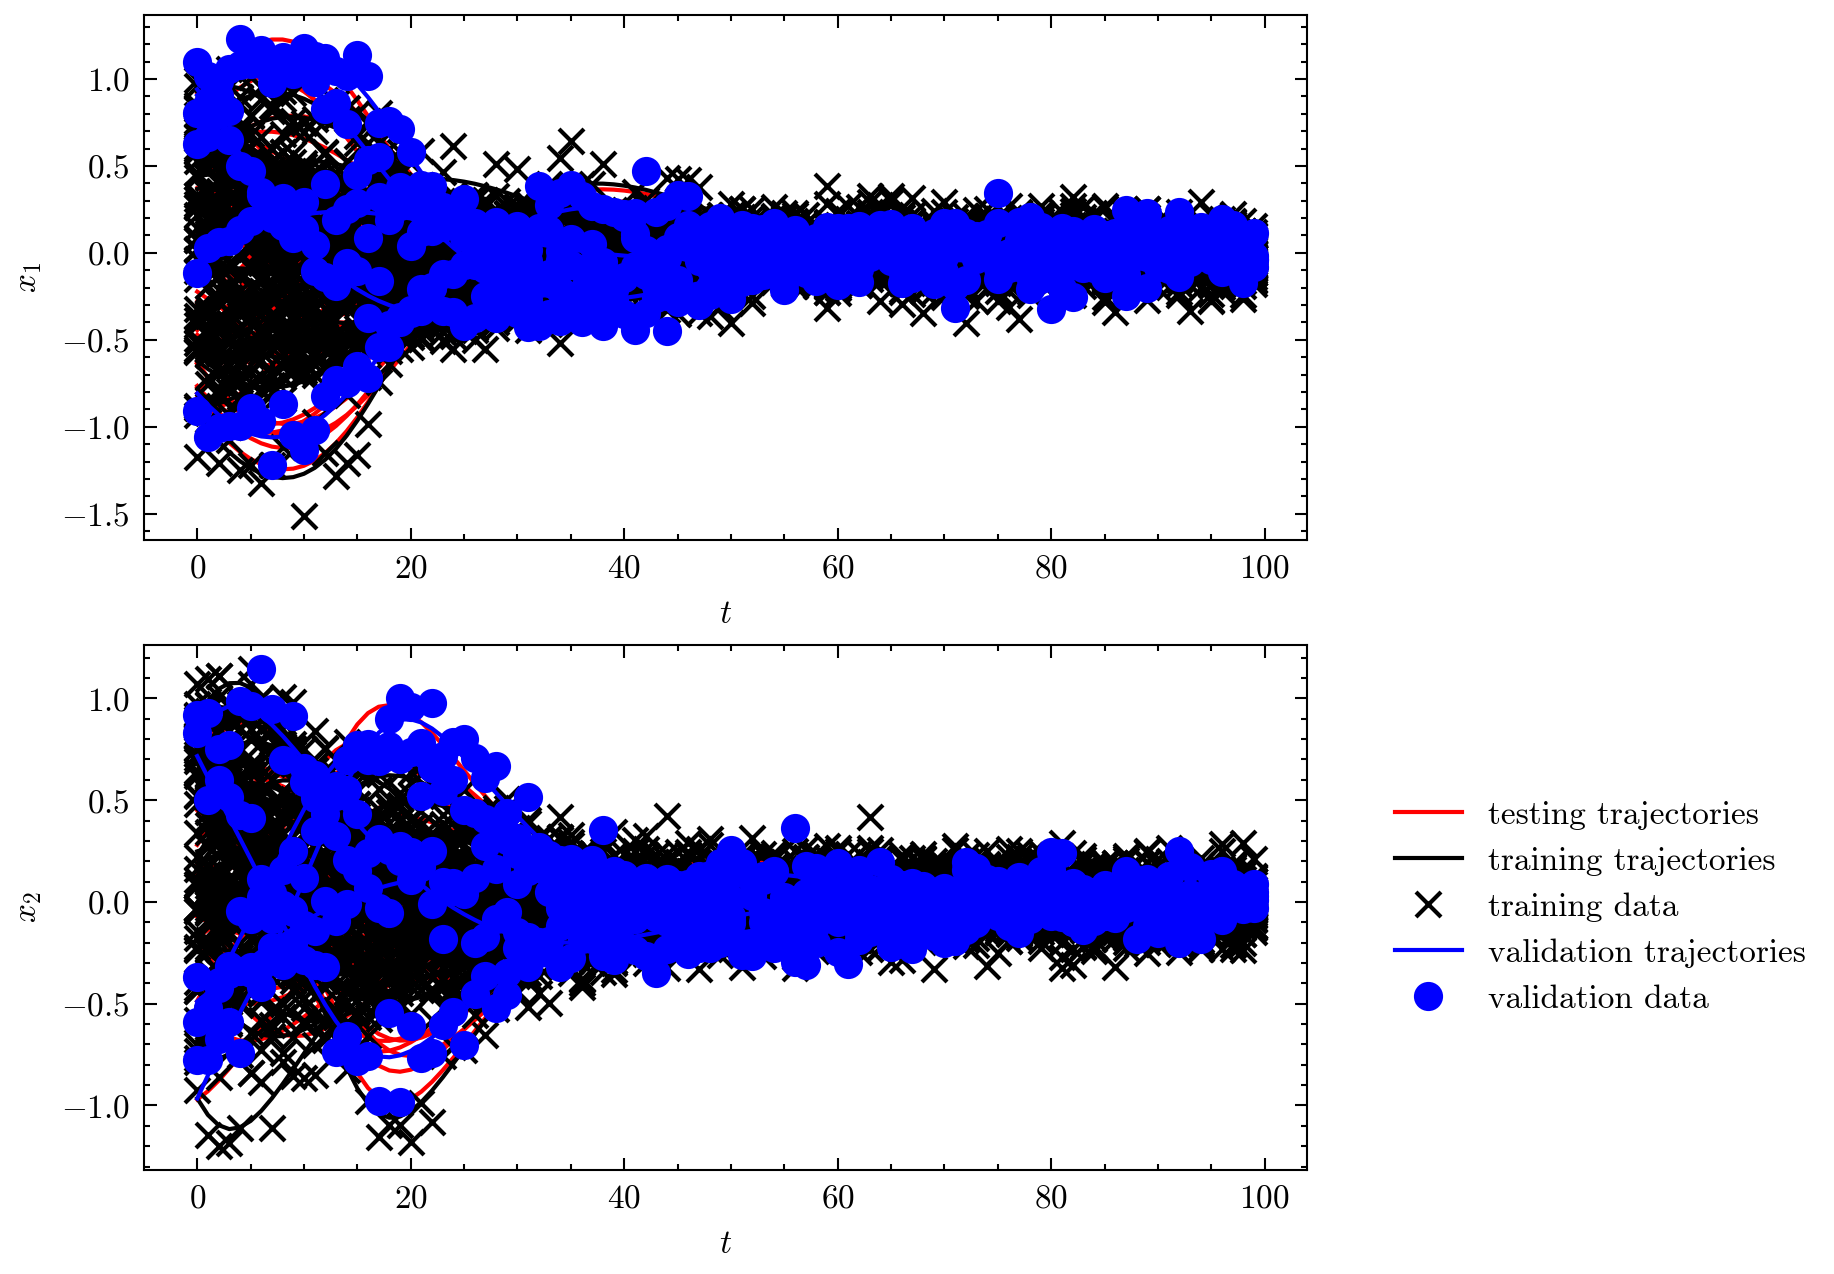 1.0
0.5
0.0
−0.5
−1.0
−1.5
x₁
0 20 40 60 80 100
t
1.0
0.5
0.0
−0.5
−1.0
x₂
0 20 40 60 80 100
t
testing trajectories
training trajectories
training data
validation trajectories
validation data